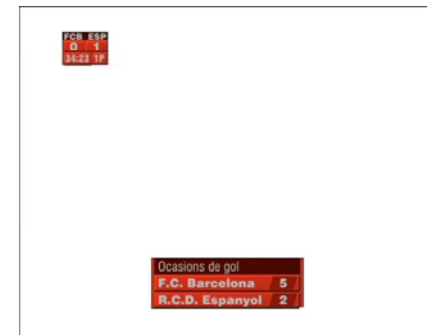 FCB ESP
0 1
34:23 1P
Ocasions de gol
F.C. Barcelona 5
R.C.D. Espanyol 2